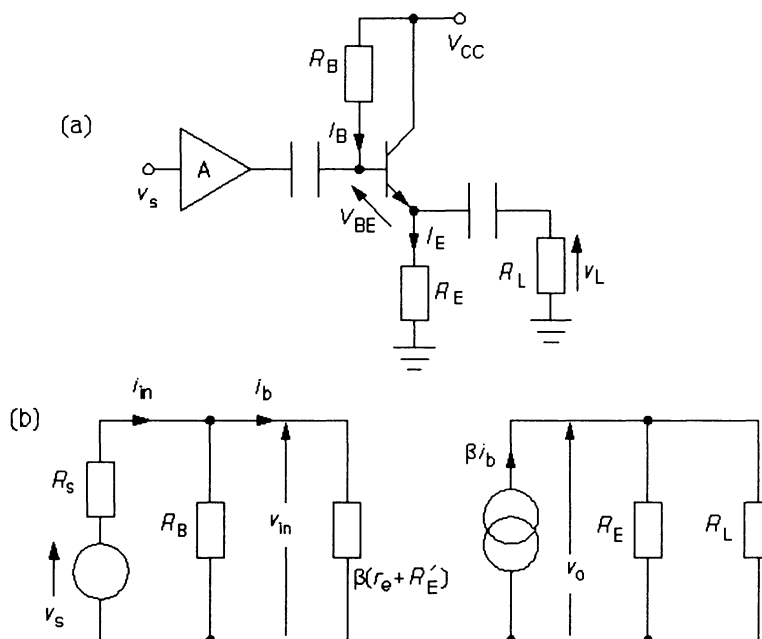 (a)
R_B
V_CC
I_B
A
v_s
V_BE
I_E
R_E
R_L
v_L
(b)
i_in
i_b
R_s
R_B
v_in
β(r_e + R_E′)
v_s
βi_b
v_o
R_E
R_L